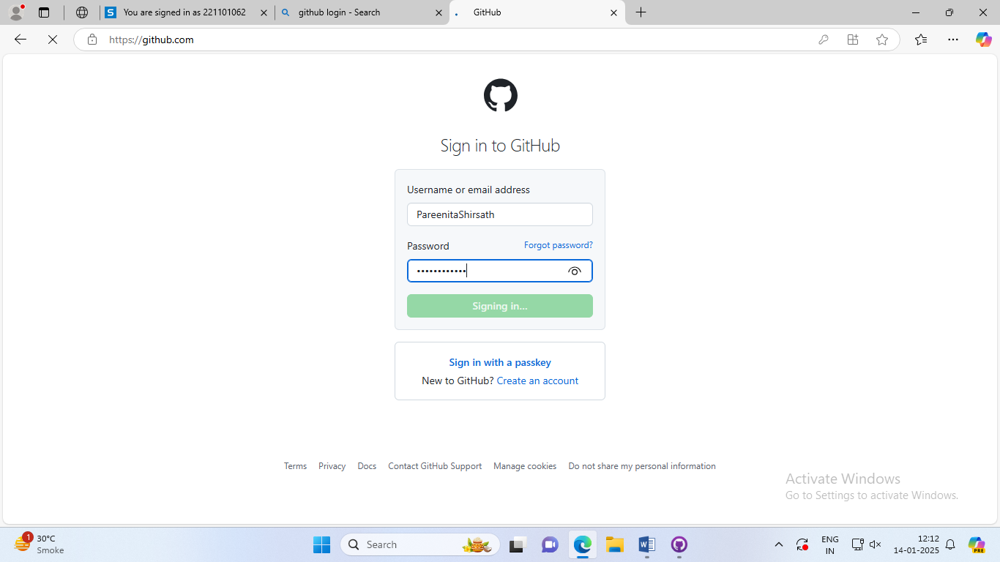 You are signed in as 221101062
github login - Search
GitHub
https://github.com
Sign in to GitHub
Username or email address
PareenitaShirsath
Password Forgot password?
••••••••••••
Signing in...
Sign in with a passkey
New to GitHub? Create an account
Terms Privacy Docs Contact GitHub Support Manage cookies Do not share my personal information
Activate Windows
Go to Settings to activate Windows.
1
30°C
Smoke
Search
ENG
IN
12:12
14-01-2025
PRE